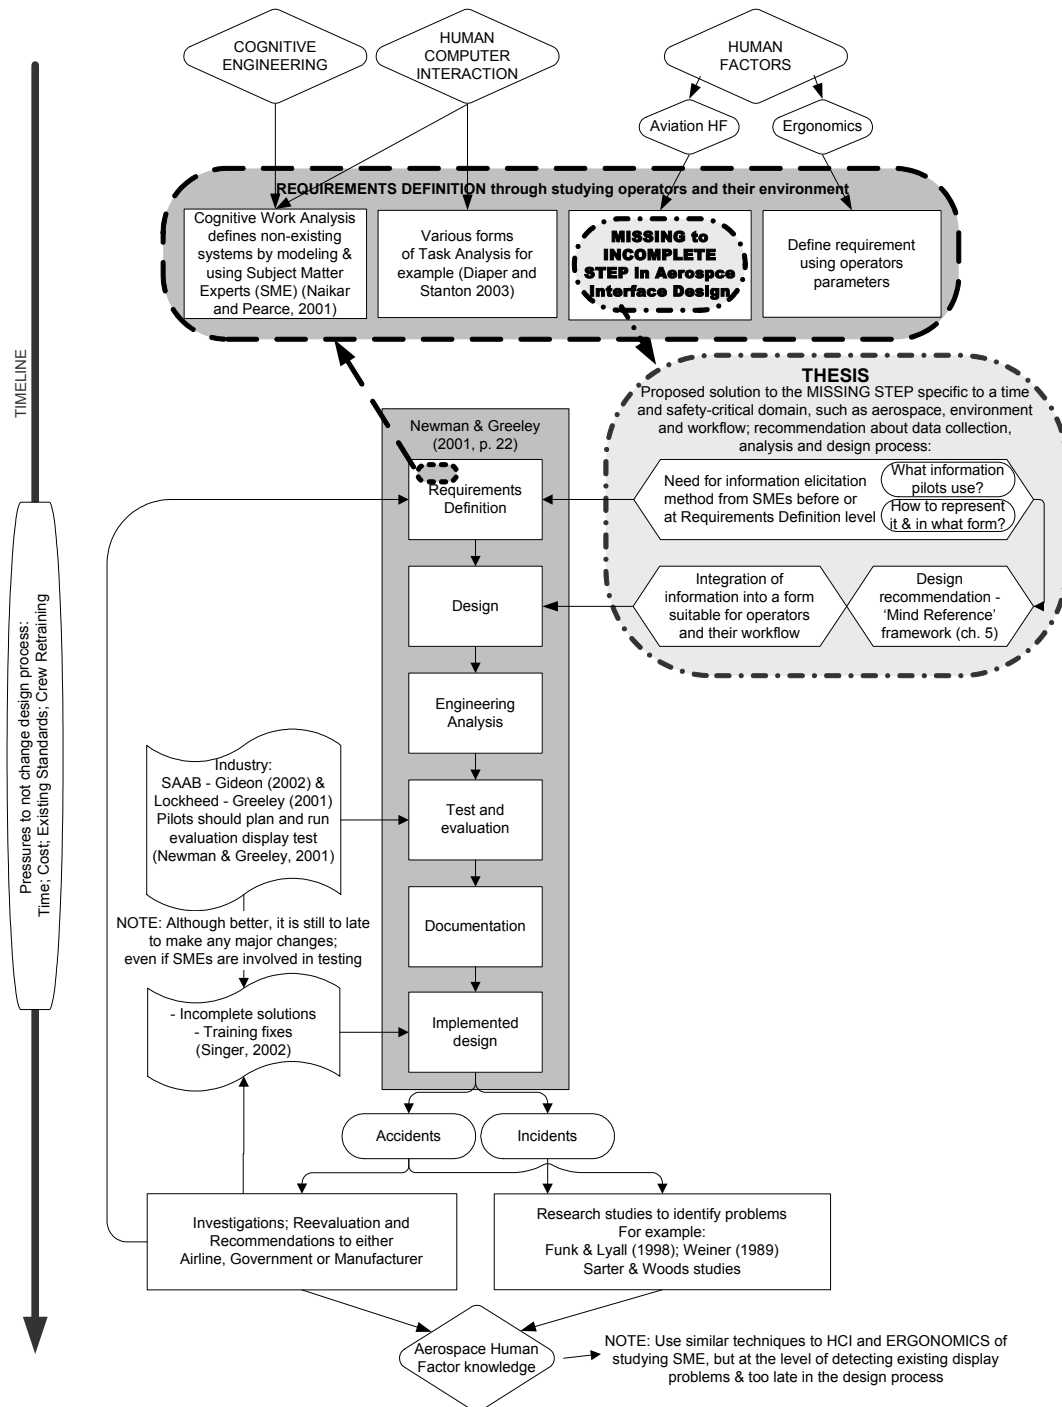 COGNITIVE
ENGINEERING
HUMAN
COMPUTER
INTERACTION
HUMAN
FACTORS
Aviation HF
Ergonomics
REQUIREMENTS DEFINITION through studying operators and their environment
Cognitive Work Analysis
defines non-existing
systems by modeling &
using Subject Matter
Experts (SME) (Naikar
and Pearce, 2001)
Various forms
of Task Analysis for
example (Diaper and
Stanton 2003)
MISSING to
INCOMPLETE
STEP in Aerospce
Interface Design
Define requirement
using operators
parameters
TIMELINE
Pressures to not change design process:
Time; Cost; Existing Standards; Crew Retraining
THESIS
Proposed solution to the MISSING STEP specific to a time
and safety-critical domain, such as aerospace, environment
and workflow; recommendation about data collection,
analysis and design process:
Need for information elicitation
method from SMEs before or
at Requirements Definition level
What information
pilots use?
How to represent
it & in what form?
Integration of
information into a form
suitable for operators
and their workflow
Design
recommendation -
‘Mind Reference’
framework (ch. 5)
Newman & Greeley
(2001, p. 22)
Requirements
Definition
Design
Engineering
Analysis
Test and
evaluation
Documentation
Implemented
design
Industry:
SAAB - Gideon (2002) &
Lockheed - Greeley (2001)
Pilots should plan and run
evaluation display test
(Newman & Greeley, 2001)
NOTE: Although better, it is still to late
to make any major changes;
even if SMEs are involved in testing
- Incomplete solutions
- Training fixes
(Singer, 2002)
Accidents
Incidents
Investigations; Reevaluation and
Recommendations to either
Airline, Government or Manufacturer
Research studies to identify problems
For example:
Funk & Lyall (1998); Weiner (1989)
Sarter & Woods studies
Aerospace Human
Factor knowledge
NOTE: Use similar techniques to HCI and ERGONOMICS of
studying SME, but at the level of detecting existing display
problems & too late in the design process